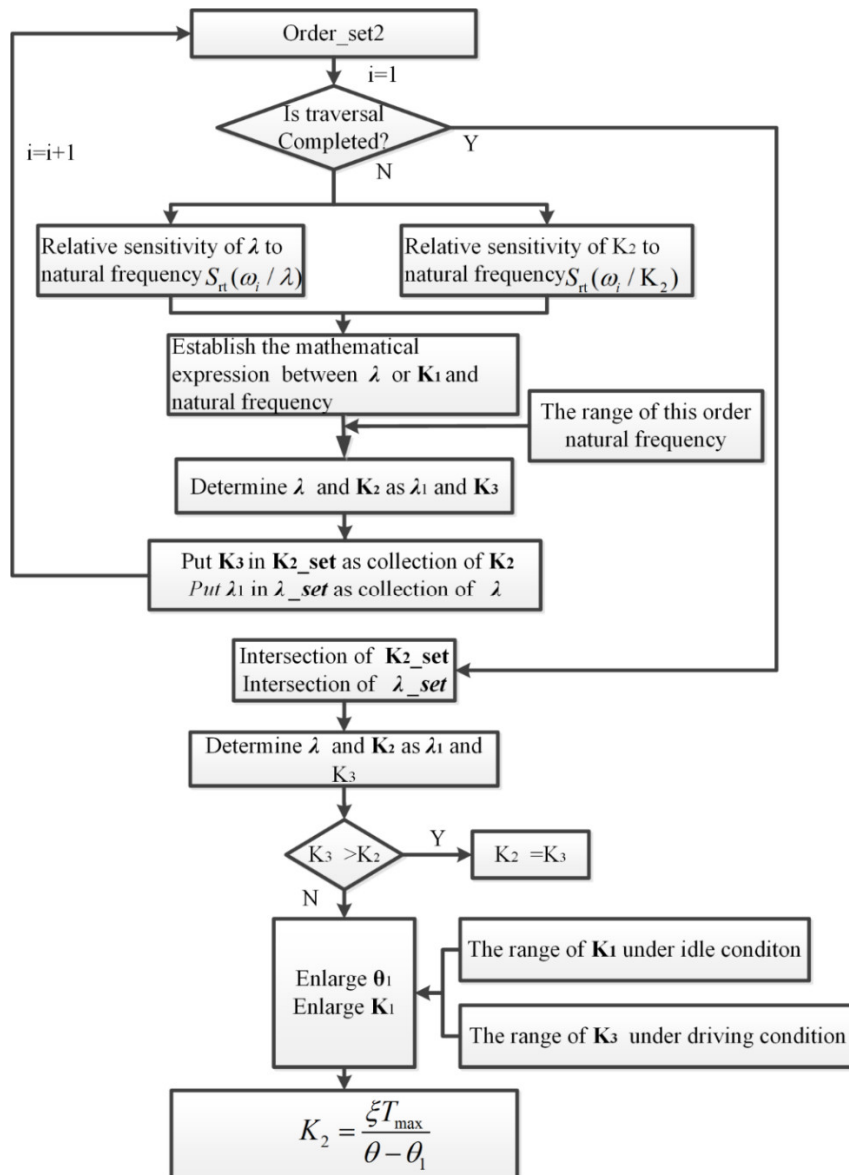 Order_set2
i=1
Is traversal
Completed?
Y
i=i+1
N
Relative sensitivity of λ to
natural frequency S_rt(ω_i / λ)
Relative sensitivity of K₂ to
natural frequency S_rt(ω_i / K₂)
Establish the mathematical
expression between λ or K₁ and
natural frequency
The range of this order
natural frequency
Determine λ and K₂ as λ₁ and K₃
Put K₃ in K₂_set as collection of K₂
Put λ₁ in λ_set as collection of λ
Intersection of K₂_set
Intersection of λ_set
Determine λ and K₂ as λ₁ and
K₃
K₃ >K₂
Y
K₂ =K₃
N
Enlarge θ₁
Enlarge K₁
The range of K₁ under idle conditon
The range of K₃ under driving condition
K₂ = ξT_max / (θ − θ₁)